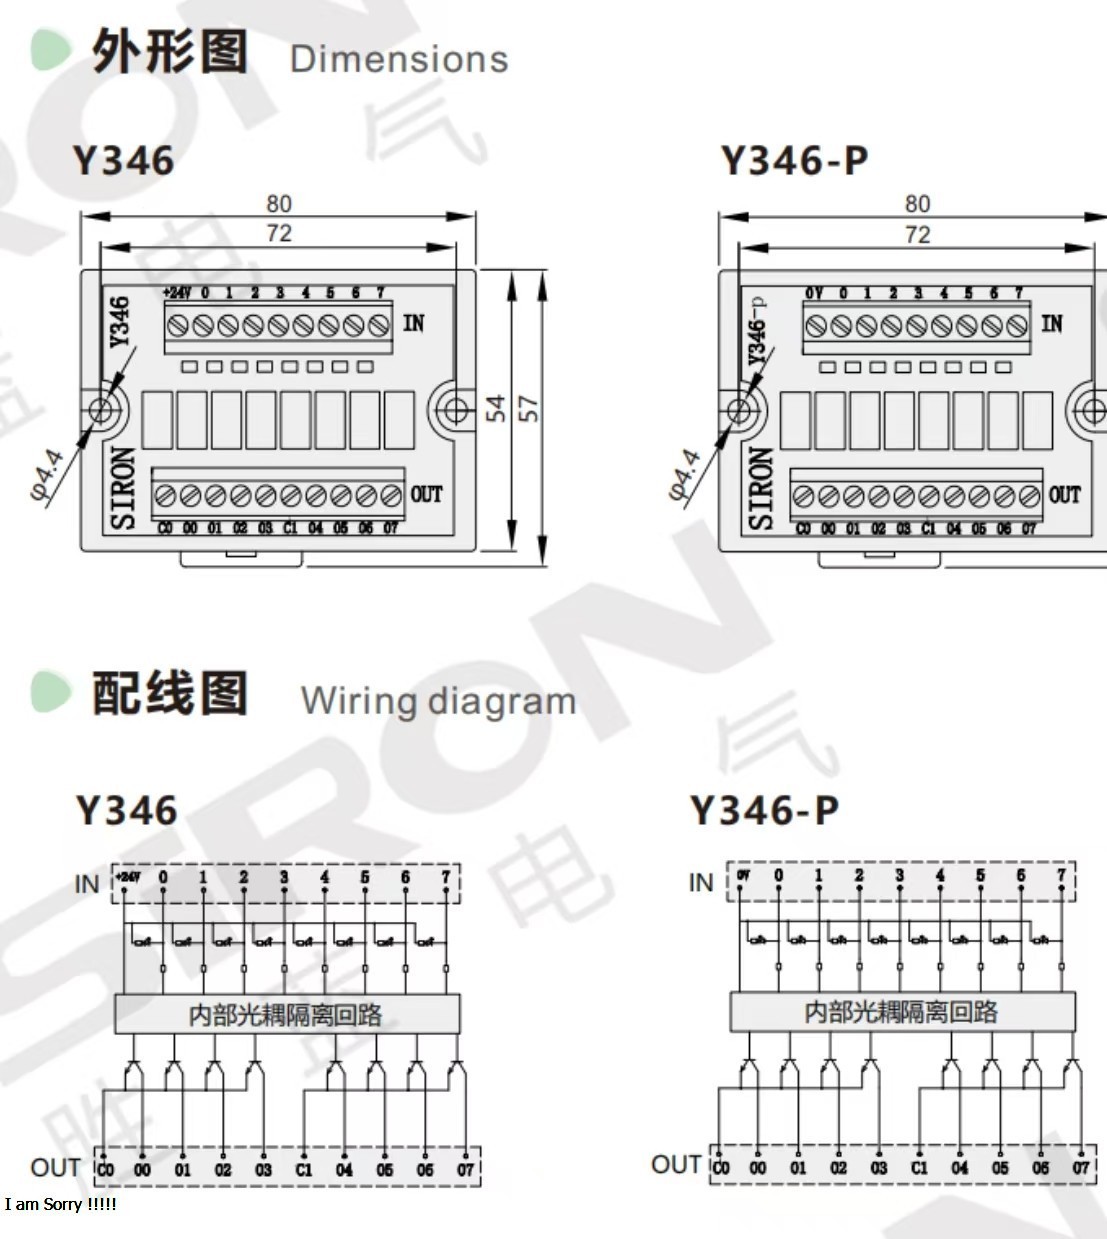 外形图 Dimensions
Y346 Y346-P
80 80
72 72
+24V 0 1 2 3 4 5 6 7 IN
0V 0 1 2 3 4 5 6 7 IN
Y346 Y346-p
54 57
φ4.4 φ4.4
SIRON SIRON
OUT OUT
C0 00 01 02 03 C1 04 05 06 07
C0 00 01 02 03 C1 04 05 06 07
配线图 Wiring diagram
Y346 Y346-P
IN +24V 0 1 2 3 4 5 6 7
IN 0V 0 1 2 3 4 5 6 7
内部光耦隔离回路 内部光耦隔离回路
OUT C0 00 01 02 03 C1 04 05 06 07
OUT C0 00 01 02 03 C1 04 05 06 07
I am Sorry !!!!!
SIRON
胜蓝电气